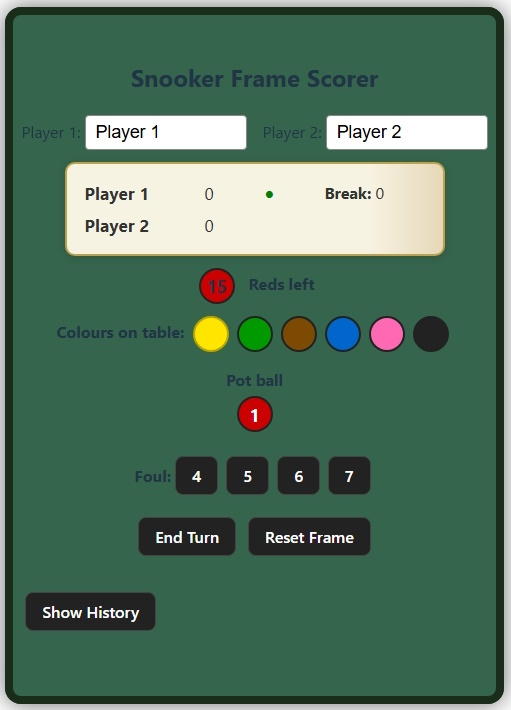 Snooker Frame Scorer
Player 1: Player 1 Player 2: Player 2
Player 1 0 Break: 0
Player 2 0
15 Reds left
Colours on table:
Pot ball
1
Foul: 4 5 6 7
End Turn Reset Frame
Show History